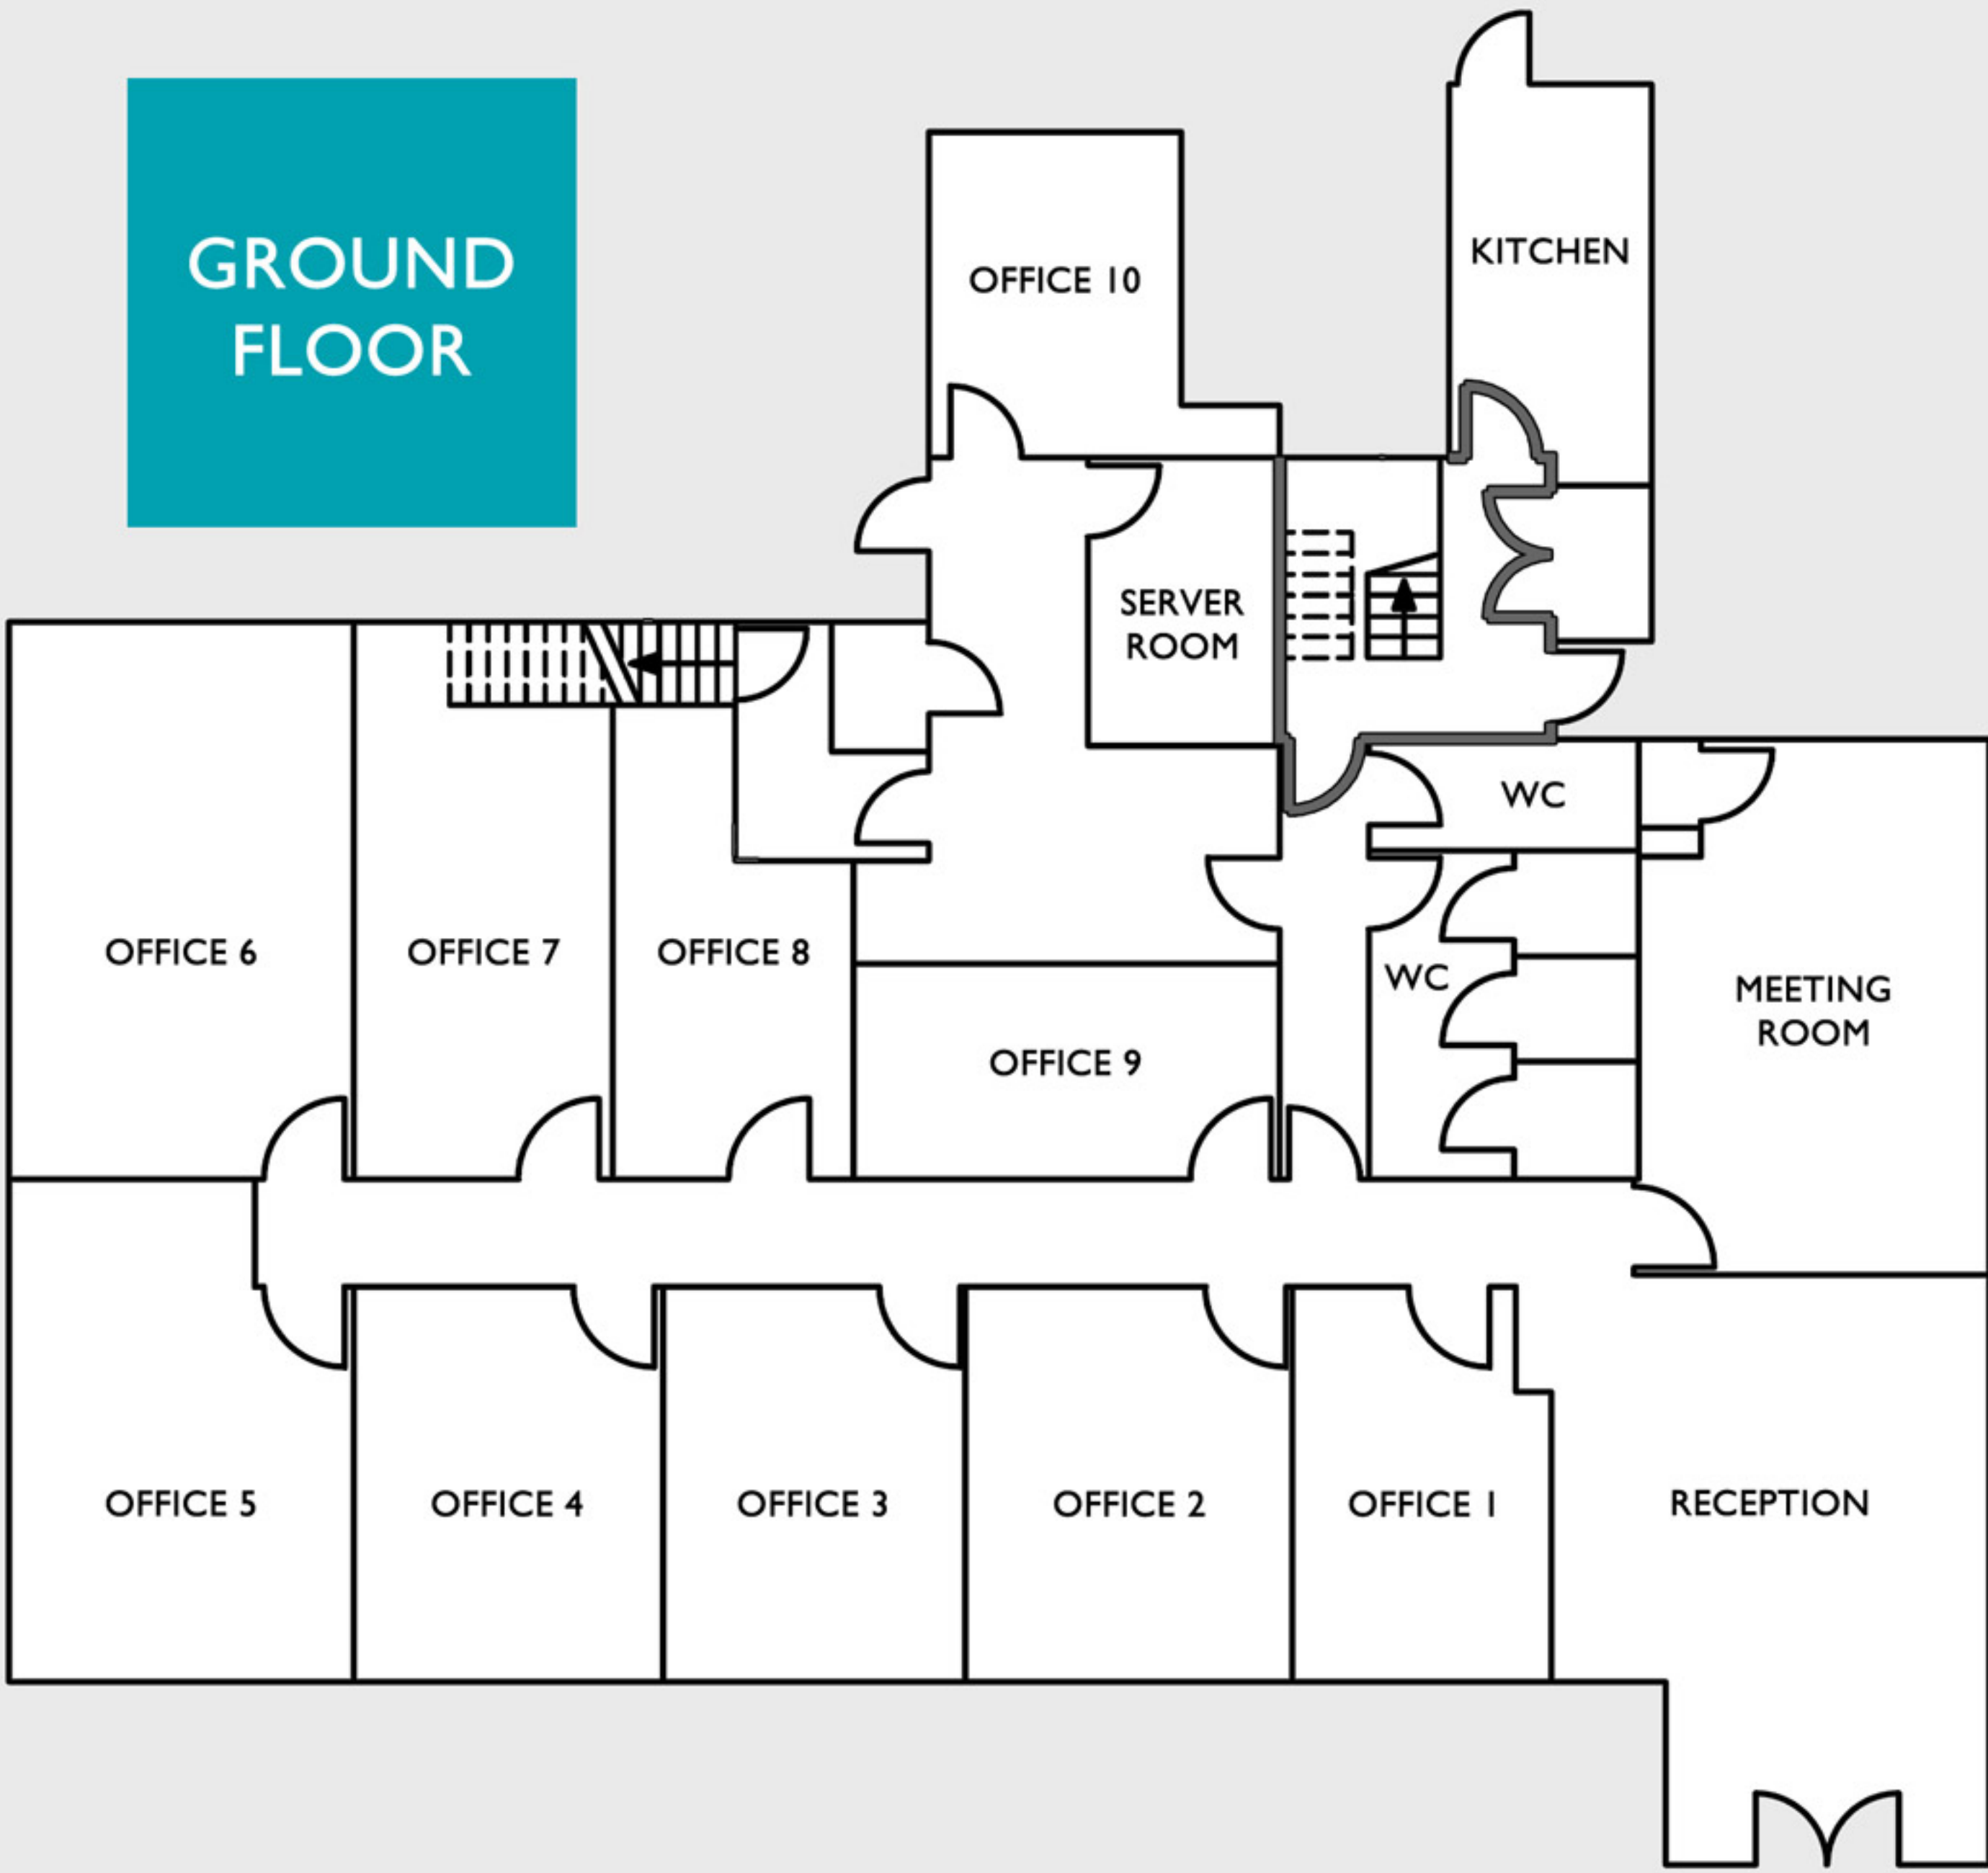 GROUND
FLOOR
KITCHEN
OFFICE 10
SERVER
ROOM
WC
OFFICE 6
OFFICE 7
OFFICE 8
WC
MEETING
ROOM
OFFICE 9
OFFICE 5
OFFICE 4
OFFICE 3
OFFICE 2
OFFICE 1
RECEPTION